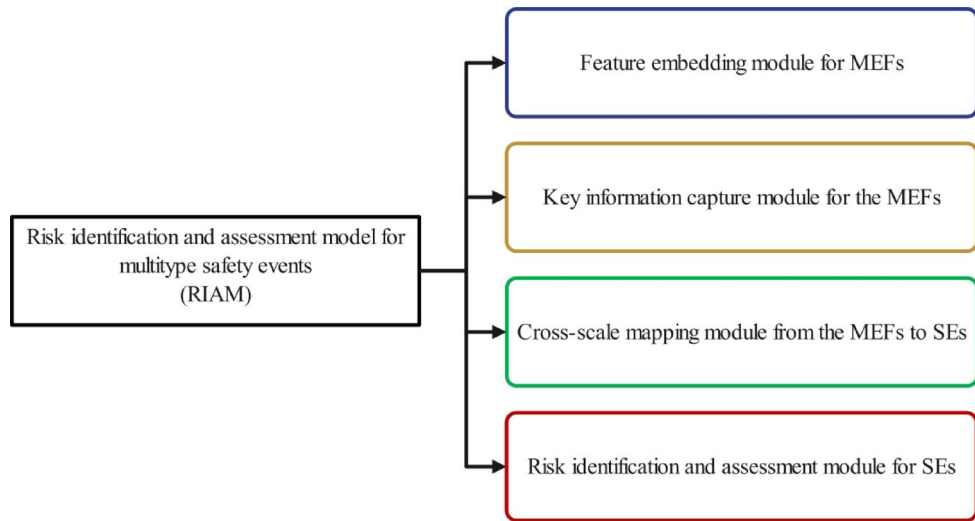 Feature embedding module for MEFs
Key information capture module for the MEFs
Risk identification and assessment model for
multitype safety events
(RIAM)
Cross-scale mapping module from the MEFs to SEs
Risk identification and assessment module for SEs